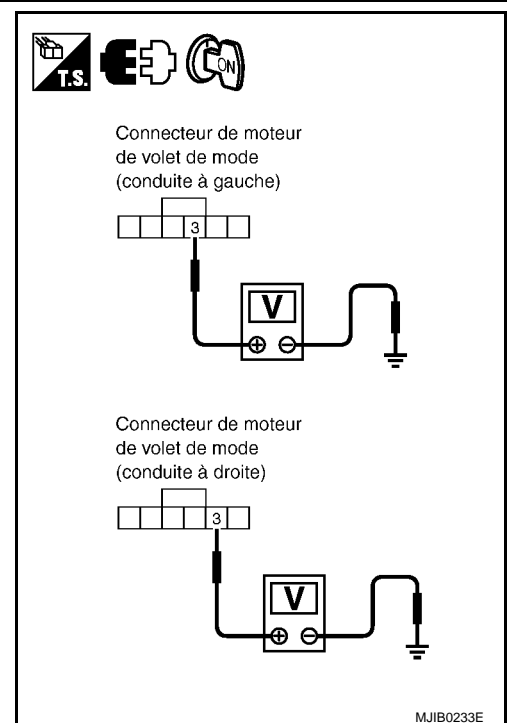 T.S.
ON
Connecteur de moteur
de volet de mode
(conduite à gauche)
3
V
+ -
Connecteur de moteur
de volet de mode
(conduite à droite)
3
V
+ -
MJIB0233E